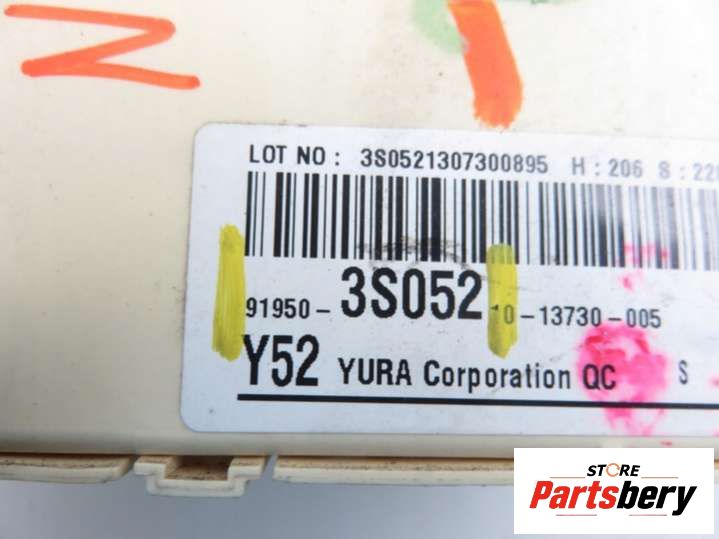 N
LOT NO : 3S0521307300895 H : 206 S :
91950-3S052 10-13730-005
Y52 YURA Corporation QC S
STORE
Partsbery